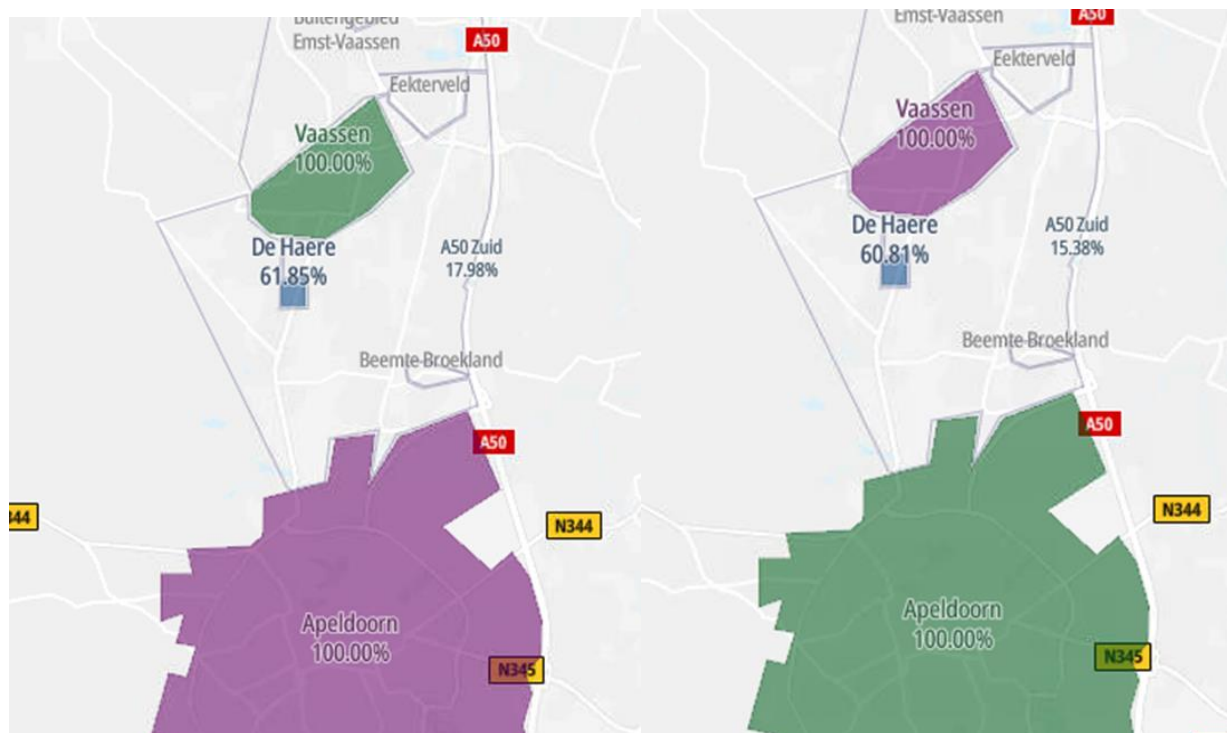 Buitengebied
Emst-Vaassen
A50
Eekterveld
Vaassen
100.00%
De Haere
61.85%
A50 Zuid
17.98%
Beemte-Broekland
A50
N344
Apeldoorn
100.00%
N345
Emst-Vaassen
A50
Eekterveld
Vaassen
100.00%
De Haere
60.81%
A50 Zuid
15.38%
Beemte-Broekland
A50
N344
Apeldoorn
100.00%
N345